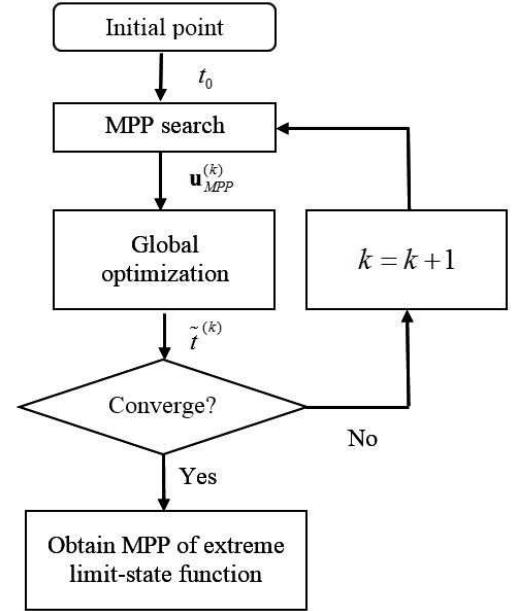 Initial point
t₀
MPP search
u_{MPP}^{(k)}
Global
optimization
k = k + 1
t̃^{(k)}
Converge?
No
Yes
Obtain MPP of extreme
limit-state function